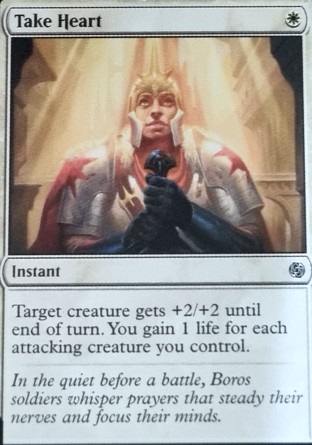 Take Heart
Instant
Target creature gets +2/+2 until
end of turn. You gain 1 life for each
attacking creature you control.
In the quiet before a battle, Boros
soldiers whisper prayers that steady their
nerves and focus their minds.